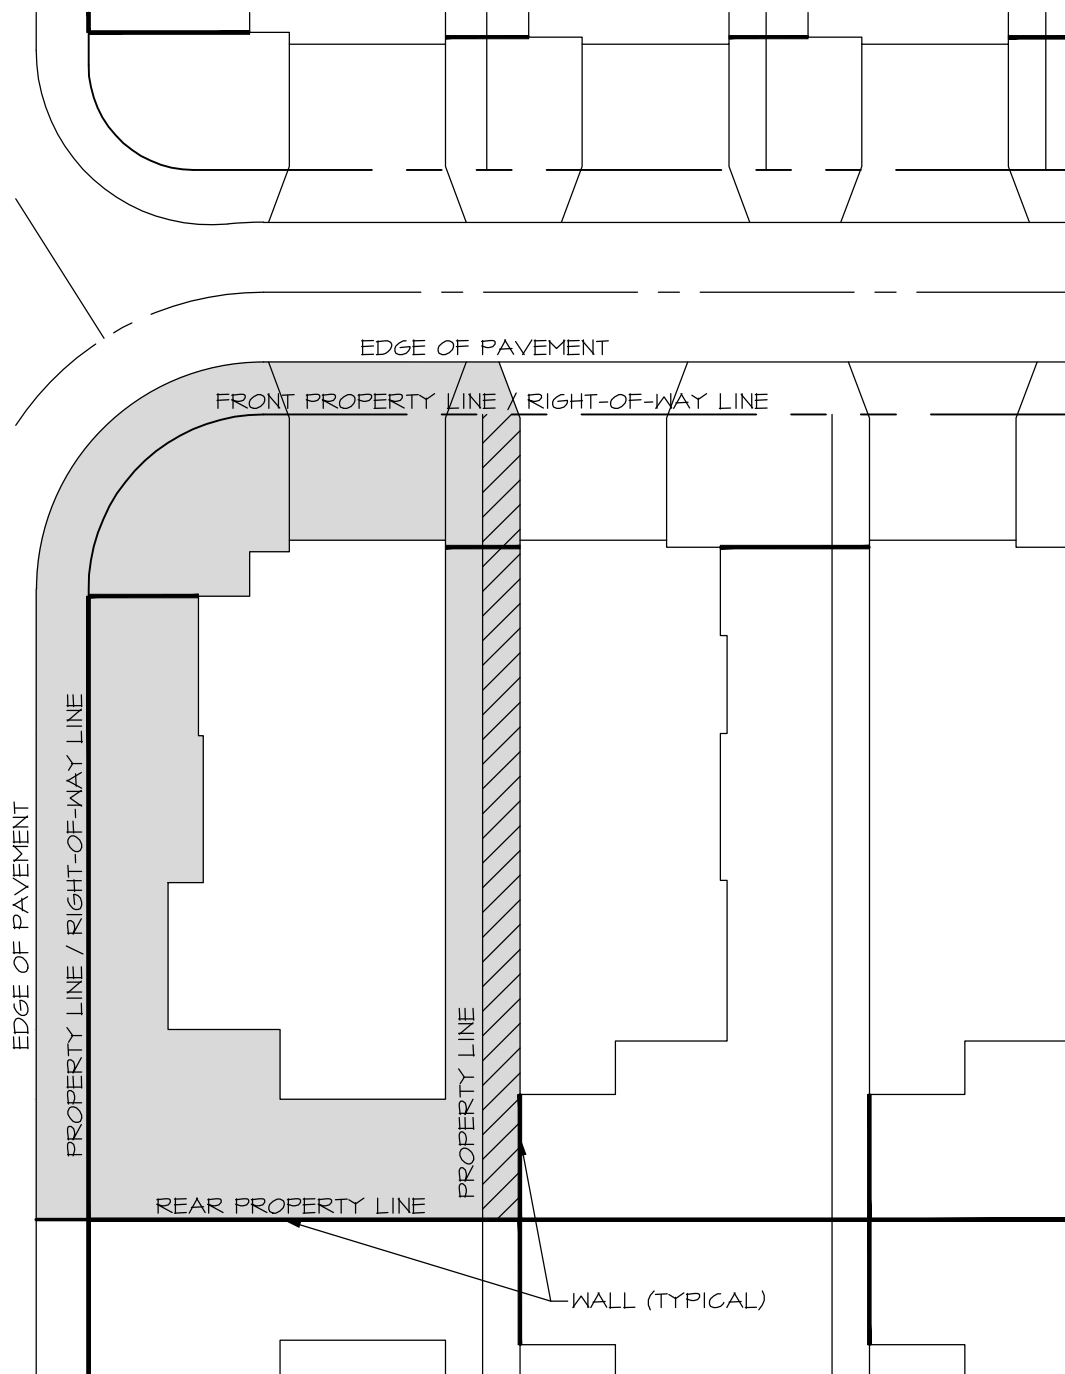 EDGE OF PAVEMENT
FRONT PROPERTY LINE / RIGHT-OF-WAY LINE
EDGE OF PAVEMENT
PROPERTY LINE / RIGHT-OF-WAY LINE
PROPERTY LINE
REAR PROPERTY LINE
WALL (TYPICAL)